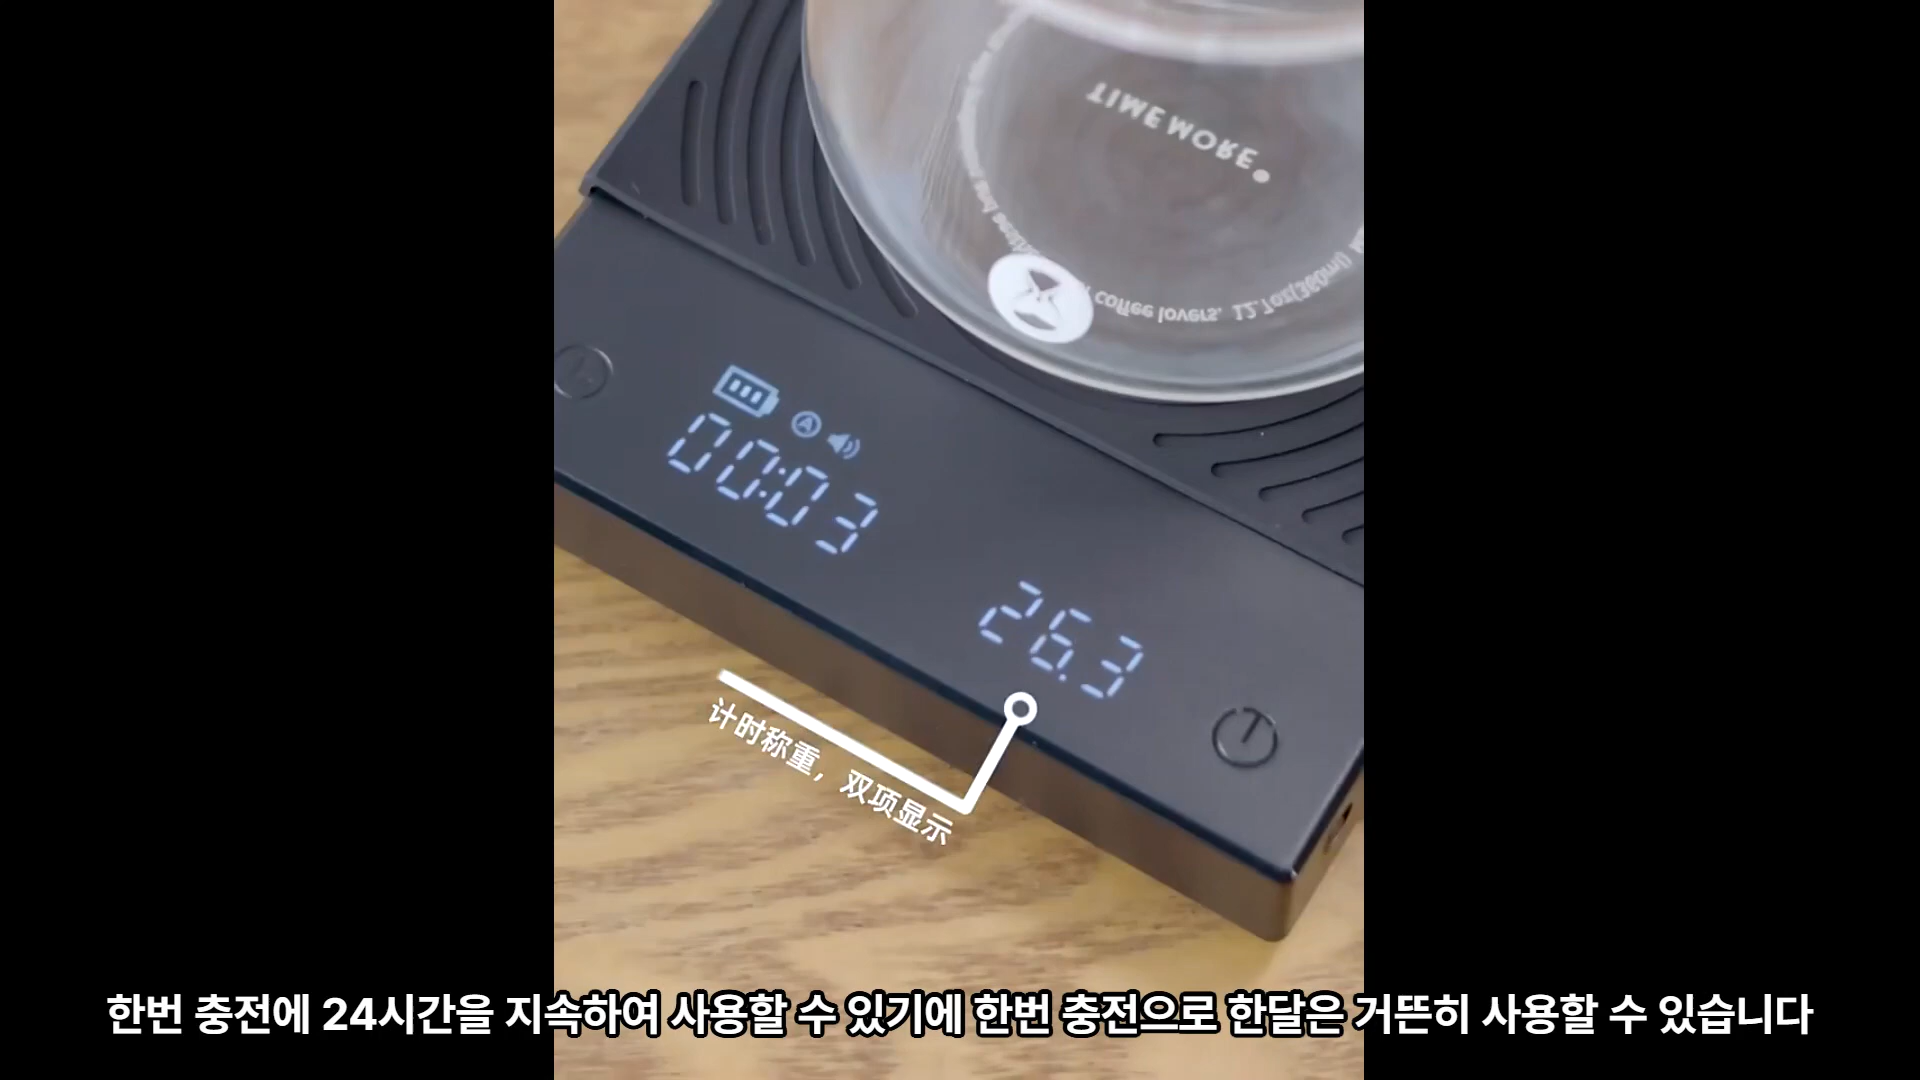 TIMEMORE
coffee lovers, 12.7oz(360ml)
A
00:03
26.3
计时称重，双项显示
한번 충전에 24시간을 지속하여 사용할 수 있기에 한번 충전으로 한달은 거뜬히 사용할 수 있습니다